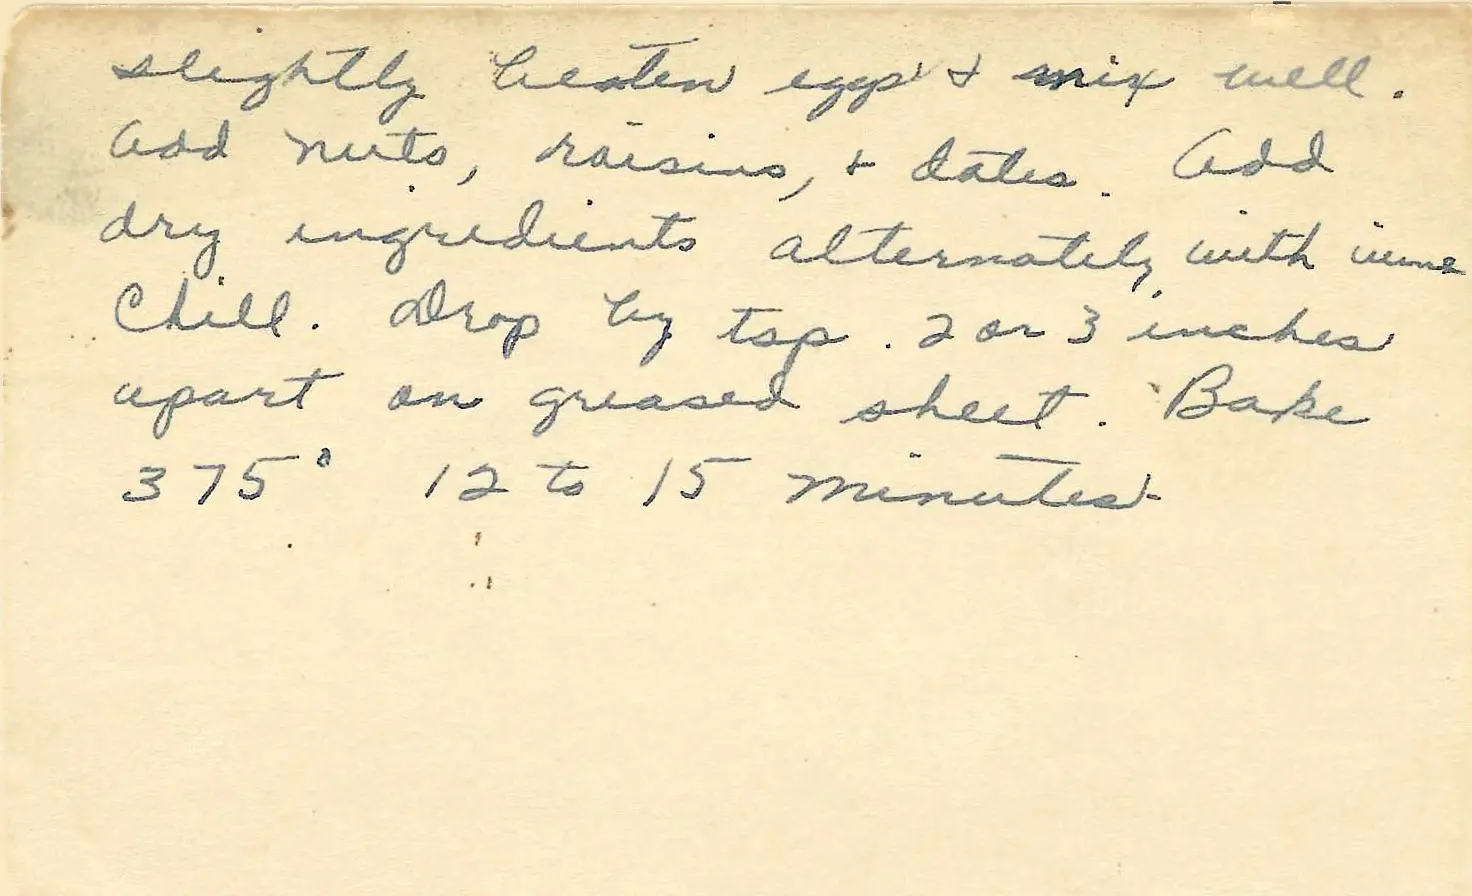 slightly beaten eggs & mix well.
Add nuts, raisins, & dates. Add
dry ingredients alternately with
Chill. Drop by tsp. 2 or 3 inches
apart on greased sheet. Bake
375° 12 to 15 minutes.